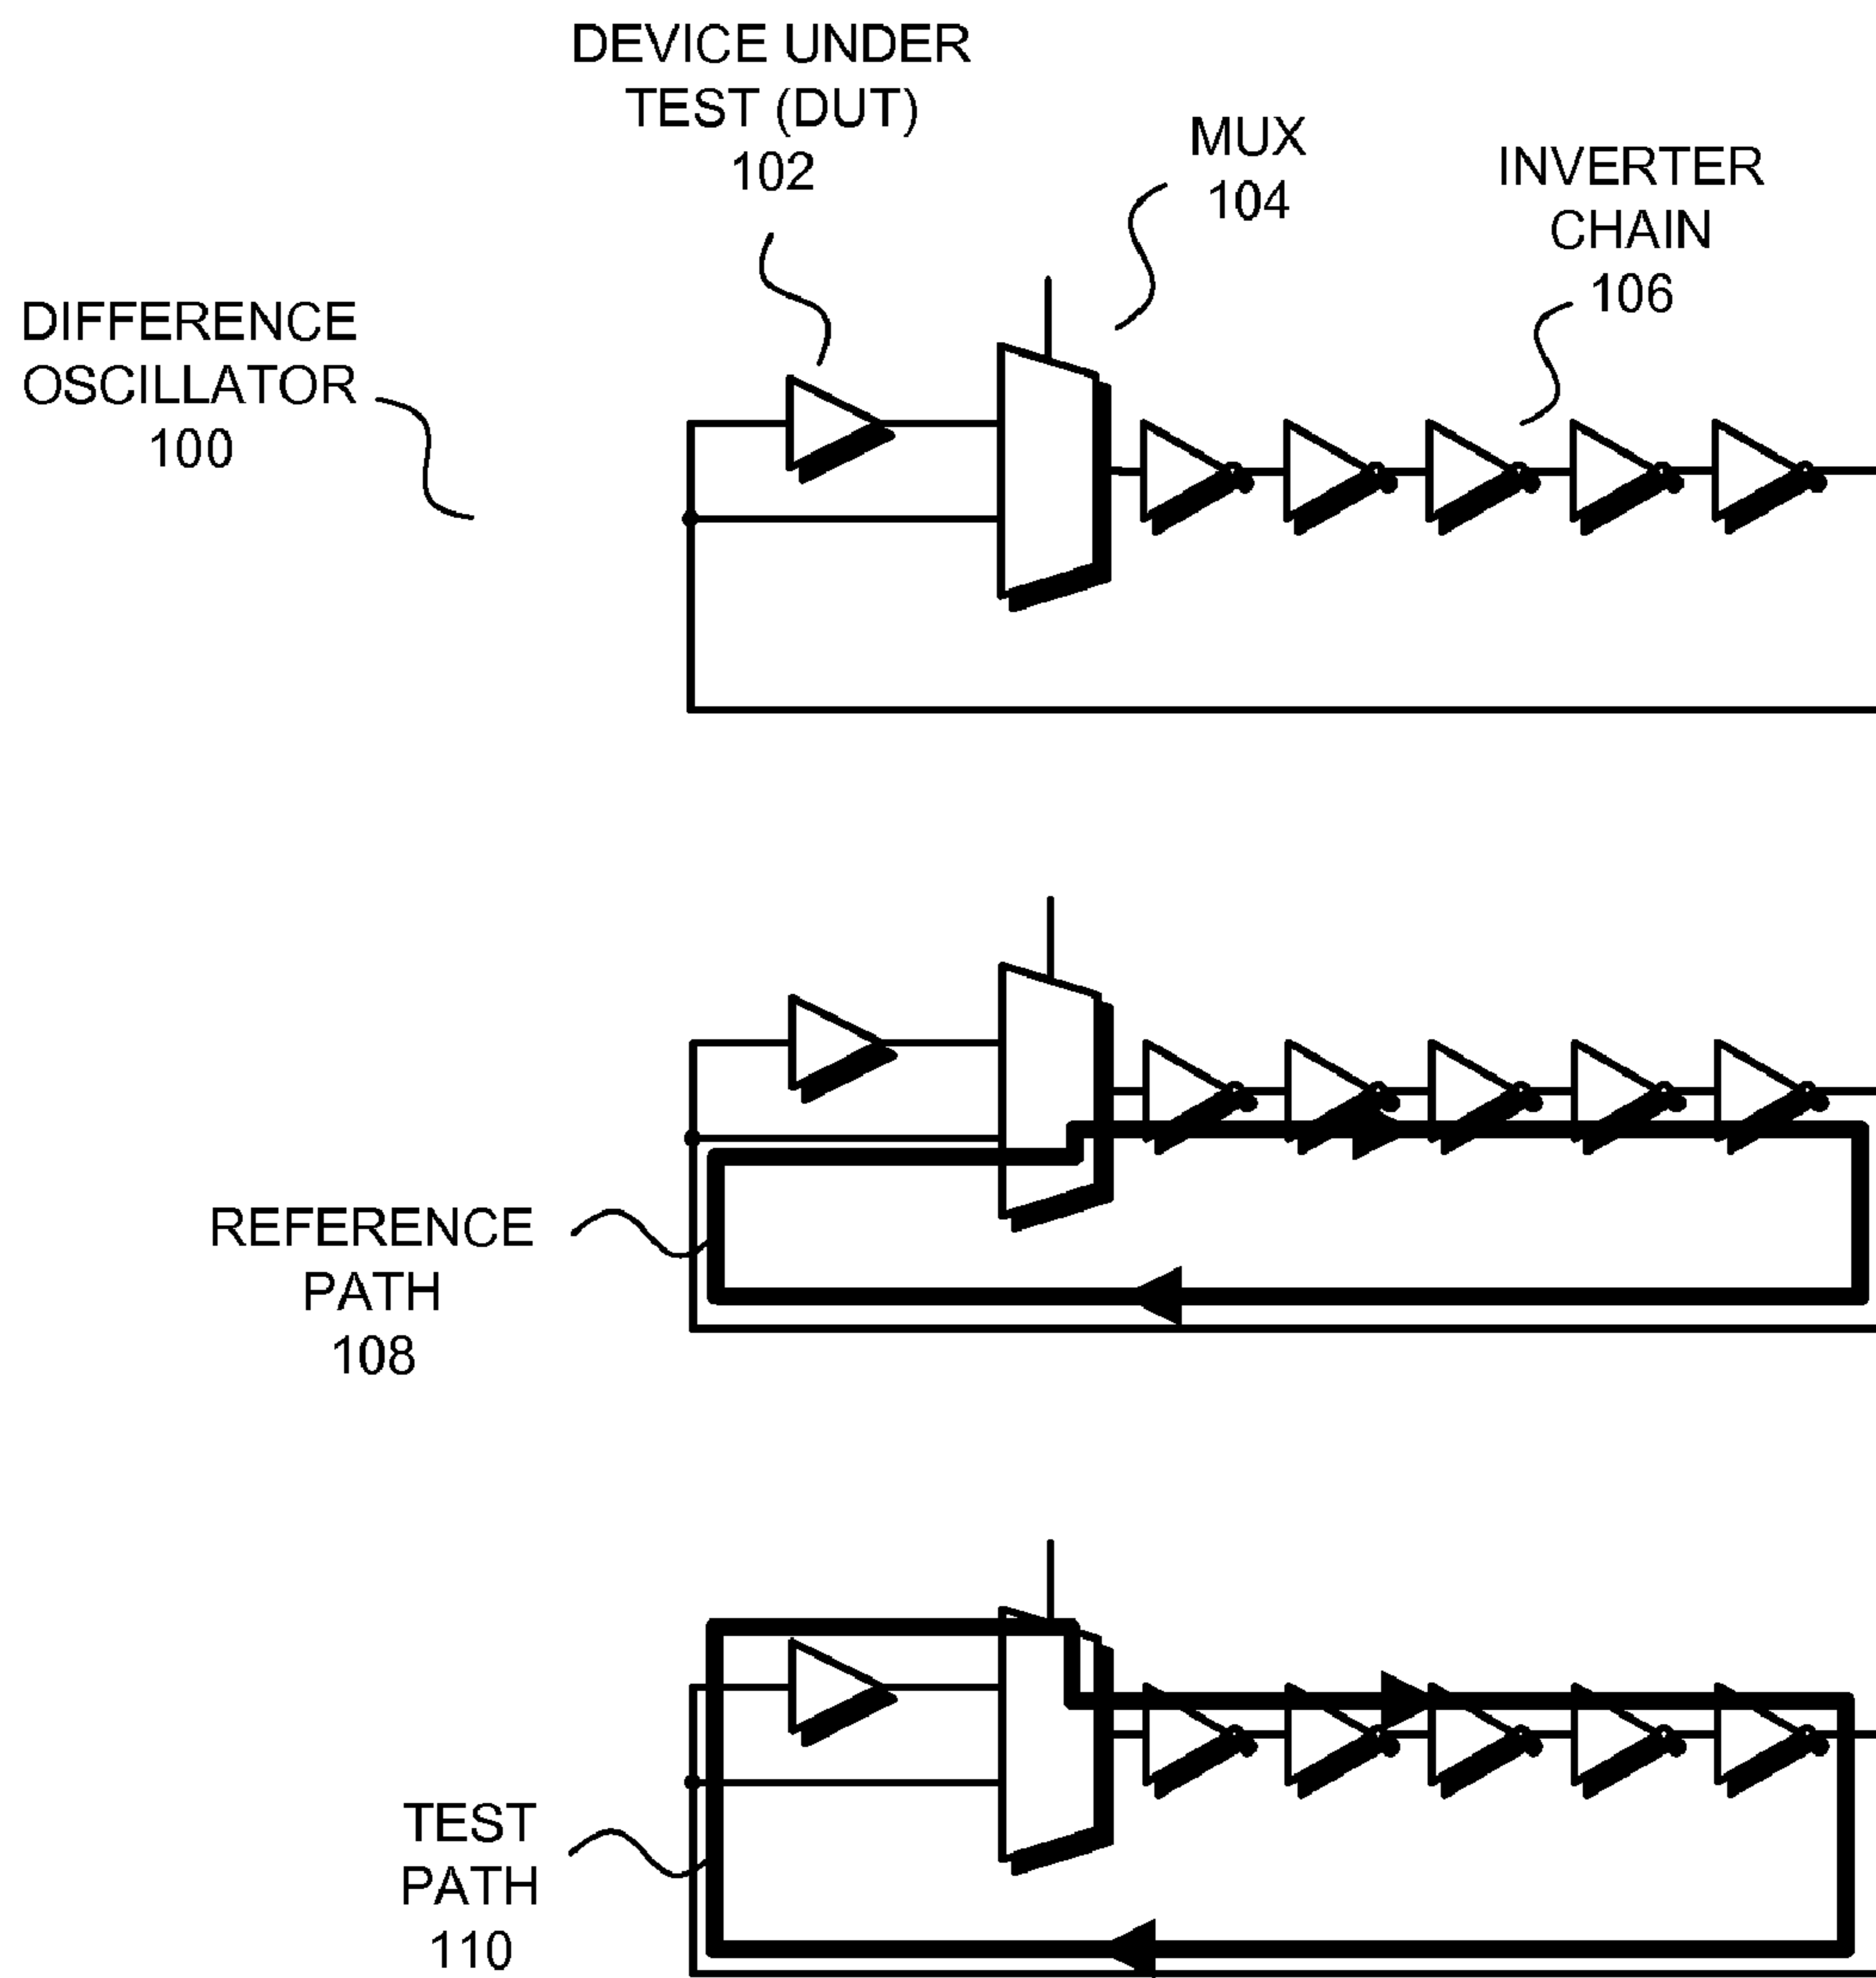 DEVICE UNDER
TEST (DUT)
102
MUX
104
INVERTER
CHAIN
106
DIFFERENCE
OSCILLATOR
100
REFERENCE
PATH
108
TEST
PATH
110